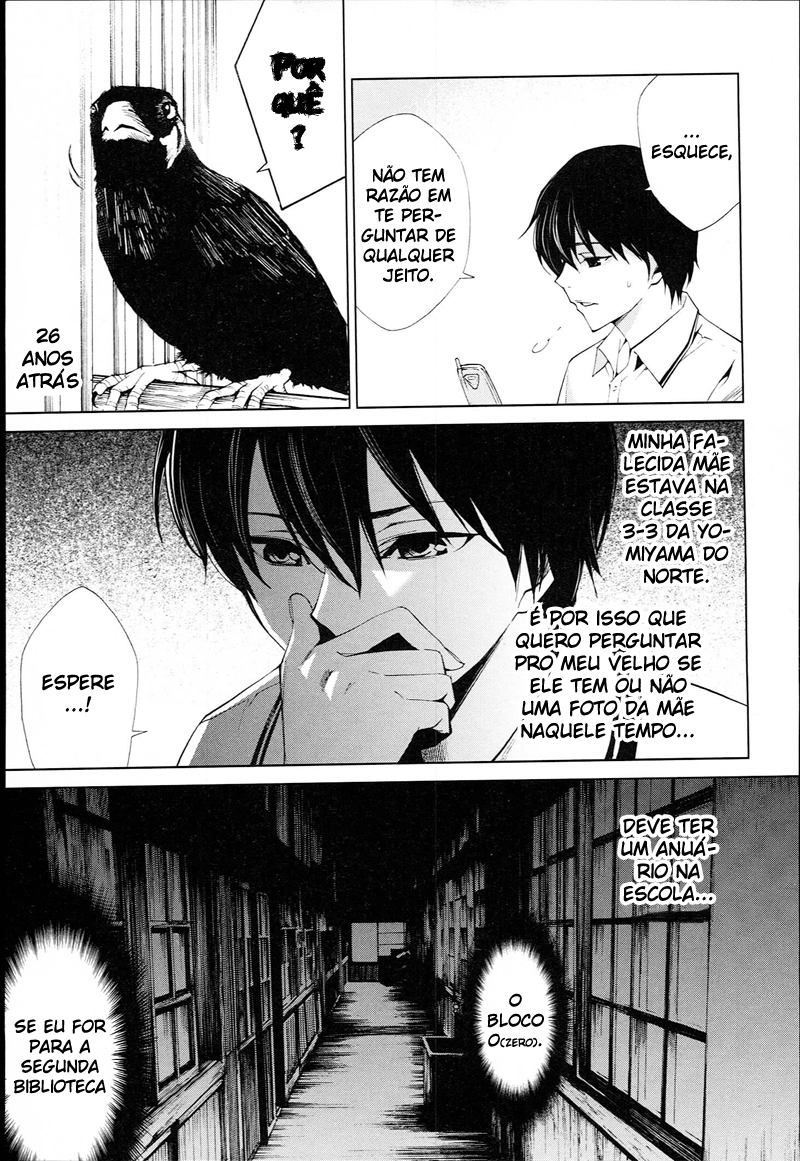 ...
ESQUECE,
NÃO TEM
RAZÃO EM
TE PER-
GUNTAR DE
QUALQUER
JEITO.
POR
QUÊ
?
26
ANOS
ATRÁS
MINHA FA-
LECIDA MÃE
ESTAVA NA
CLASSE
3-3 DA YO-
MIYAMA DO
NORTE.
É POR ISSO QUE
QUERO PERGUNTAR
PRO MEU VELHO SE
ELE TEM OU NÃO
UMA FOTO DA MÃE
NAQUELE TEMPO...
ESPERE
...!
DEVE TER
UM ANUÁ-
RIO NA
ESCOLA...
O
BLOCO
0(ZERO).
SE EU FOR
PARA A
SEGUNDA
BIBLIOTECA